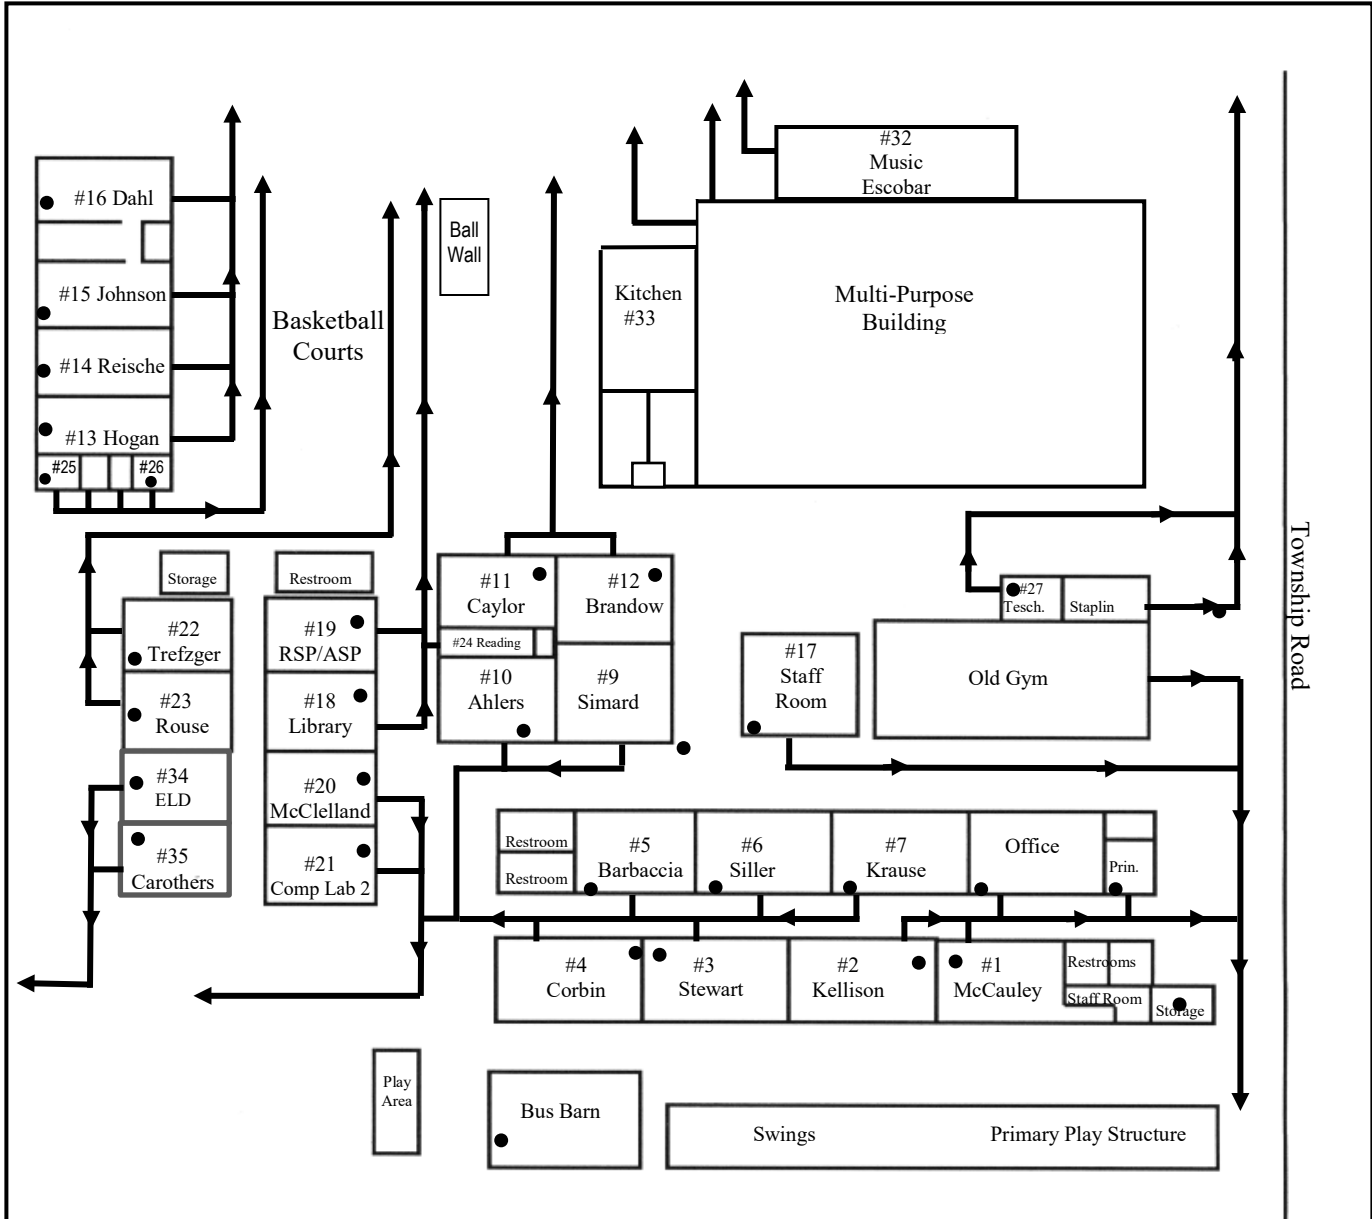 #32
Music
Escobar
#16 Dahl
Ball
Wall
#15 Johnson
Basketball
Courts
Kitchen
#33
Multi-Purpose
Building
#14 Reische
#13 Hogan
#25
#26
Township Road
Storage
Restroom
#11
Caylor
#12
Brandow
#27
Tesch.
Staplin
#22
Trefzger
#19
RSP/ASP
#24 Reading
#17
Staff
Room
Old Gym
#23
Rouse
#18
Library
#10
Ahlers
#9
Simard
#34
ELD
#20
McClelland
#35
Carothers
#21
Comp Lab 2
Restroom
Restroom
#5
Barbaccia
#6
Siller
#7
Krause
Office
Prin.
#4
Corbin
#3
Stewart
#2
Kellison
#1
McCauley
Restrooms
Staff Room
Storage
Play
Area
Bus Barn
Swings
Primary Play Structure